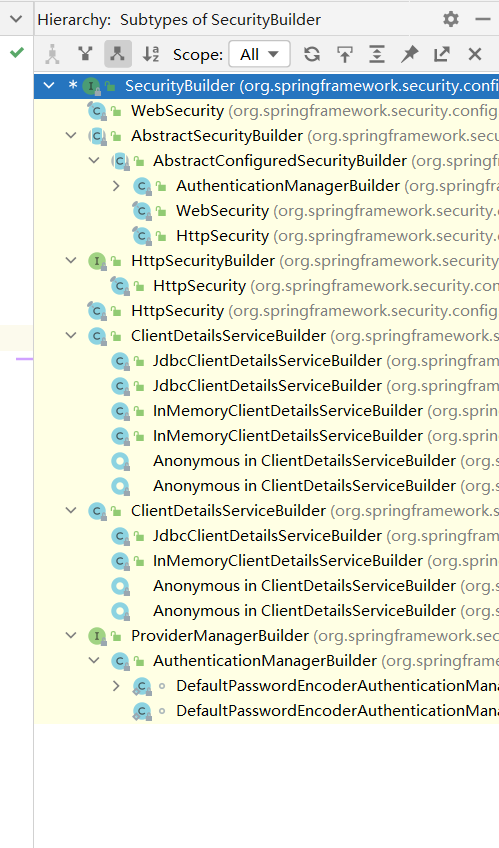 Hierarchy: Subtypes of SecurityBuilder
Scope: All
* SecurityBuilder (org.springframework.security.confi
WebSecurity (org.springframework.security.config
AbstractSecurityBuilder (org.springframework.secu
AbstractConfiguredSecurityBuilder (org.springf
AuthenticationManagerBuilder (org.springfra
WebSecurity (org.springframework.security.c
HttpSecurity (org.springframework.security.c
HttpSecurityBuilder (org.springframework.security.c
HttpSecurity (org.springframework.security.con
HttpSecurity (org.springframework.security.config.
ClientDetailsServiceBuilder (org.springframework.s
JdbcClientDetailsServiceBuilder (org.springfram
JdbcClientDetailsServiceBuilder (org.springfram
InMemoryClientDetailsServiceBuilder (org.sprin
InMemoryClientDetailsServiceBuilder (org.sprin
Anonymous in ClientDetailsServiceBuilder (org.s
Anonymous in ClientDetailsServiceBuilder (org.s
ClientDetailsServiceBuilder (org.springframework.s
JdbcClientDetailsServiceBuilder (org.springfram
InMemoryClientDetailsServiceBuilder (org.sprin
Anonymous in ClientDetailsServiceBuilder (org.s
Anonymous in ClientDetailsServiceBuilder (org.s
ProviderManagerBuilder (org.springframework.sec
AuthenticationManagerBuilder (org.springframe
DefaultPasswordEncoderAuthenticationMana
DefaultPasswordEncoderAuthenticationMana